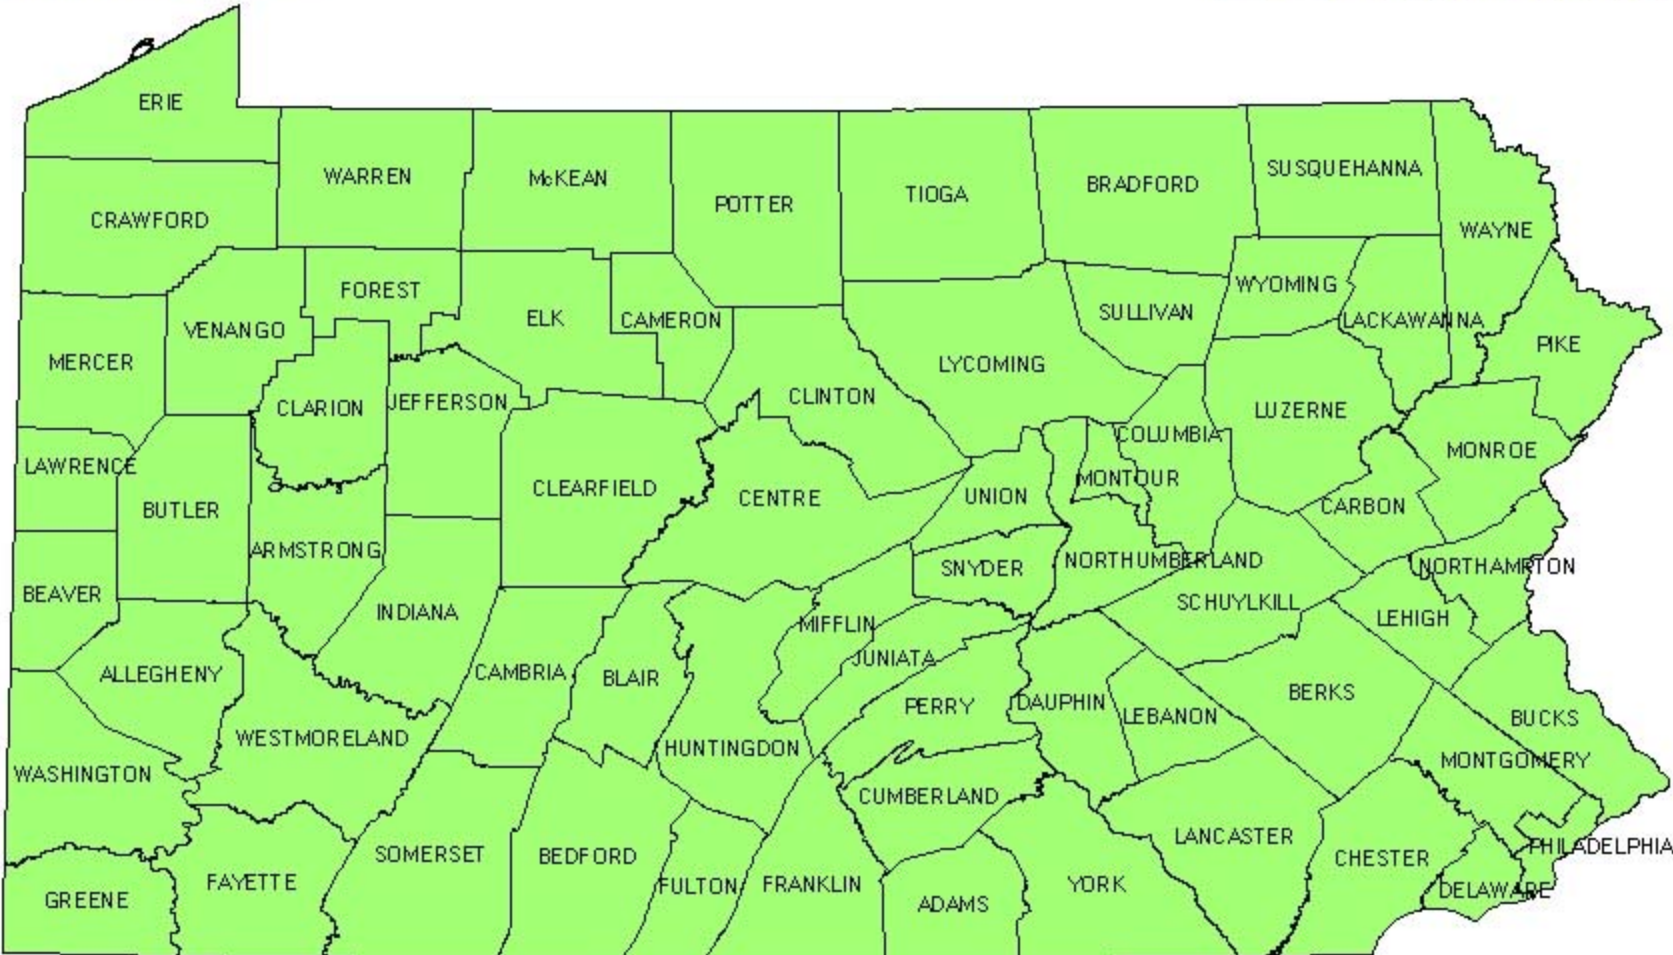 ERIE
WARREN
McKEAN
POTTER
TIOGA
BRADFORD
SUSQUEHANNA
WAYNE
CRAWFORD
FOREST
VENANGO
ELK
CAMERON
SULLIVAN
WYOMING
LACKAWANNA
PIKE
MERCER
CLARION
JEFFERSON
CLINTON
LYCOMING
LUZERNE
COLUMBIA
MONROE
LAWRENCE
BUTLER
CLEARFIELD
CENTRE
UNION
MONTOUR
CARBON
ARMSTRONG
SNYDER
NORTHUMBERLAND
NORTHAMPTON
BEAVER
INDIANA
SCHUYLKILL
LEHIGH
MIFFLIN
JUNIATA
ALLEGHENY
CAMBRIA
BLAIR
PERRY
DAUPHIN
LEBANON
BERKS
BUCKS
WESTMORELAND
HUNTINGDON
WASHINGTON
MONTGOMERY
CUMBERLAND
LANCASTER
PHILADELPHIA
SOMERSET
BEDFORD
CHESTER
GREENE
FAYETTE
FULTON
FRANKLIN
ADAMS
YORK
DELAWARE